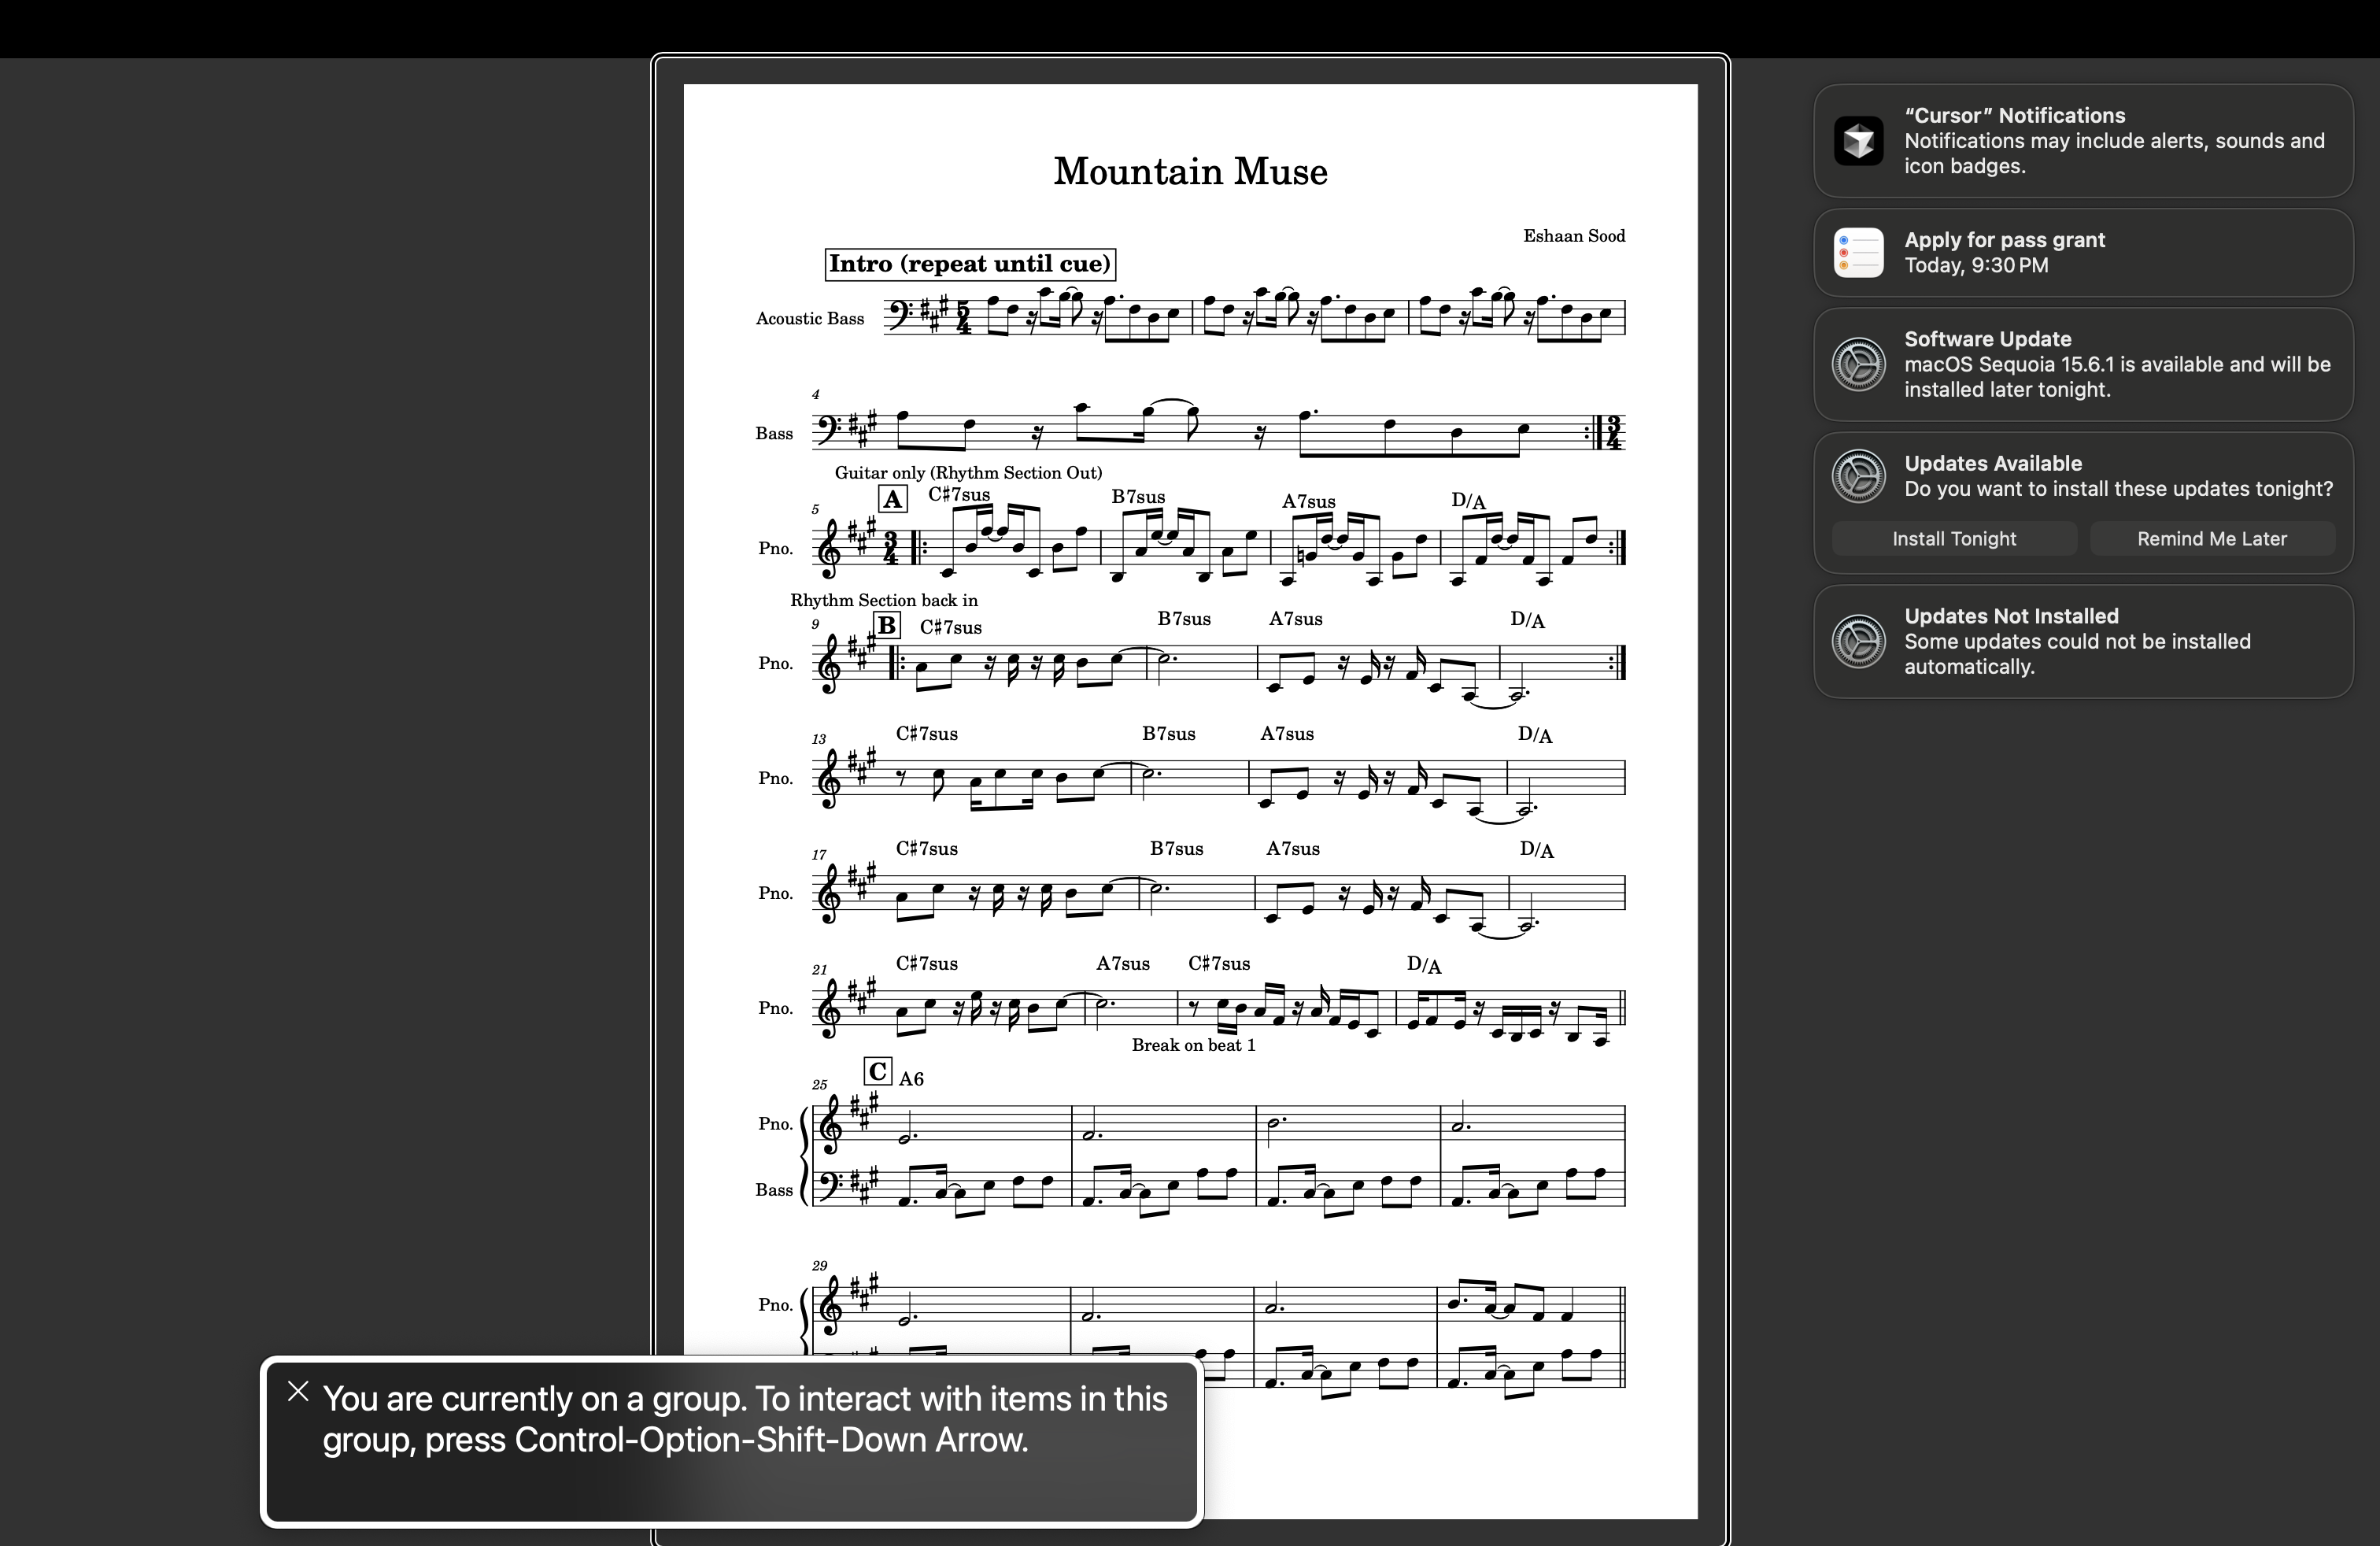 Mountain Muse
Eshaan Sood
Intro (repeat until cue)
Acoustic Bass
5
4
4
Bass
3
4
Guitar only (Rhythm Section Out)
5
A
C♯7sus
B7sus
A7sus
D/A
Pno.
3
4
Rhythm Section back in
9
B
C♯7sus
B7sus
A7sus
D/A
Pno.
13
C♯7sus
B7sus
A7sus
D/A
Pno.
17
C♯7sus
B7sus
A7sus
D/A
Pno.
21
C♯7sus
A7sus
C♯7sus
D/A
Pno.
Break on beat 1
25
C
A6
Pno.
Bass
29
Pno.
You are currently on a group. To interact with items in this
group, press Control-Option-Shift-Down Arrow.
“Cursor” Notifications
Notifications may include alerts, sounds and
icon badges.
Apply for pass grant
Today, 9:30 PM
Software Update
macOS Sequoia 15.6.1 is available and will be
installed later tonight.
Updates Available
Do you want to install these updates tonight?
Install Tonight
Remind Me Later
Updates Not Installed
Some updates could not be installed
automatically.